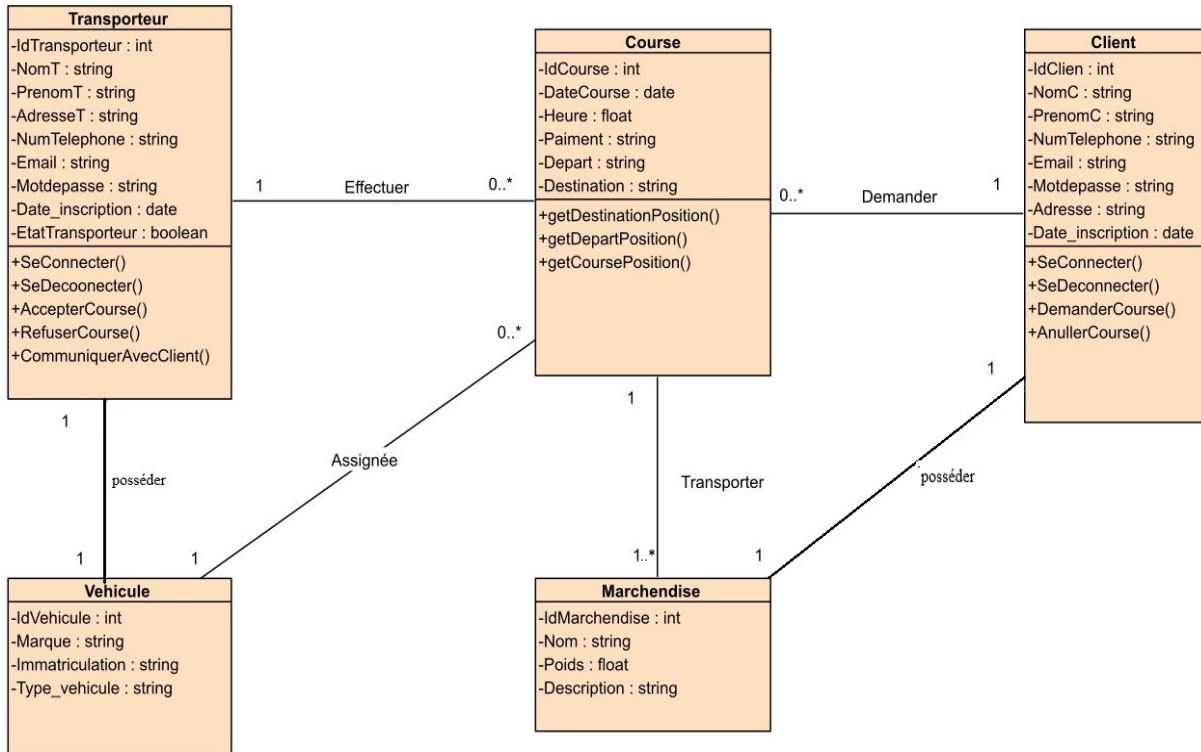 Transporteur
-IdTransporteur : int
-NomT : string
-PrenomT : string
-AdresseT : string
-NumTelephone : string
-Email : string
-Motdepasse : string
-Date_inscription : date
-EtatTransporteur : boolean
+SeConnecter()
+SeDecoonecter()
+AccepterCourse()
+RefuserCourse()
+CommuniquerAvecClient()
1
Effectuer
0..*
Course
-IdCourse : int
-DateCourse : date
-Heure : float
-Paiment : string
-Depart : string
-Destination : string
+getDestinationPosition()
+getDepartPosition()
+getCoursePosition()
0..*
Demander
1
Client
-IdClien : int
-NomC : string
-PrenomC : string
-NumTelephone : string
-Email : string
-Motdepasse : string
-Adresse : string
-Date_inscription : date
+SeConnecter()
+SeDeconnecter()
+DemanderCourse()
+AnullerCourse()
1
posséder
1
0..*
Assignée
1
1
Transporter
1..*
1
posséder
1
Vehicule
-IdVehicule : int
-Marque : string
-Immatriculation : string
-Type_vehicule : string
Marchendise
-IdMarchendise : int
-Nom : string
-Poids : float
-Description : string